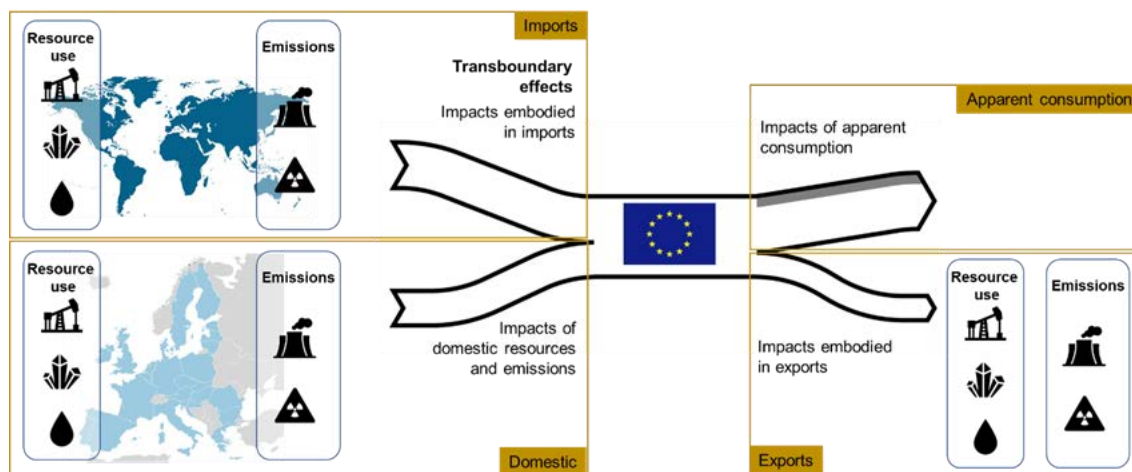 Imports
Resource
use
Emissions
Transboundary
effects
Impacts embodied
in imports
Apparent consumption
Impacts of apparent
consumption
Resource
use
Emissions
Impacts of
domestic resources
and emissions
Domestic
Impacts embodied
in exports
Exports
Resource
use
Emissions